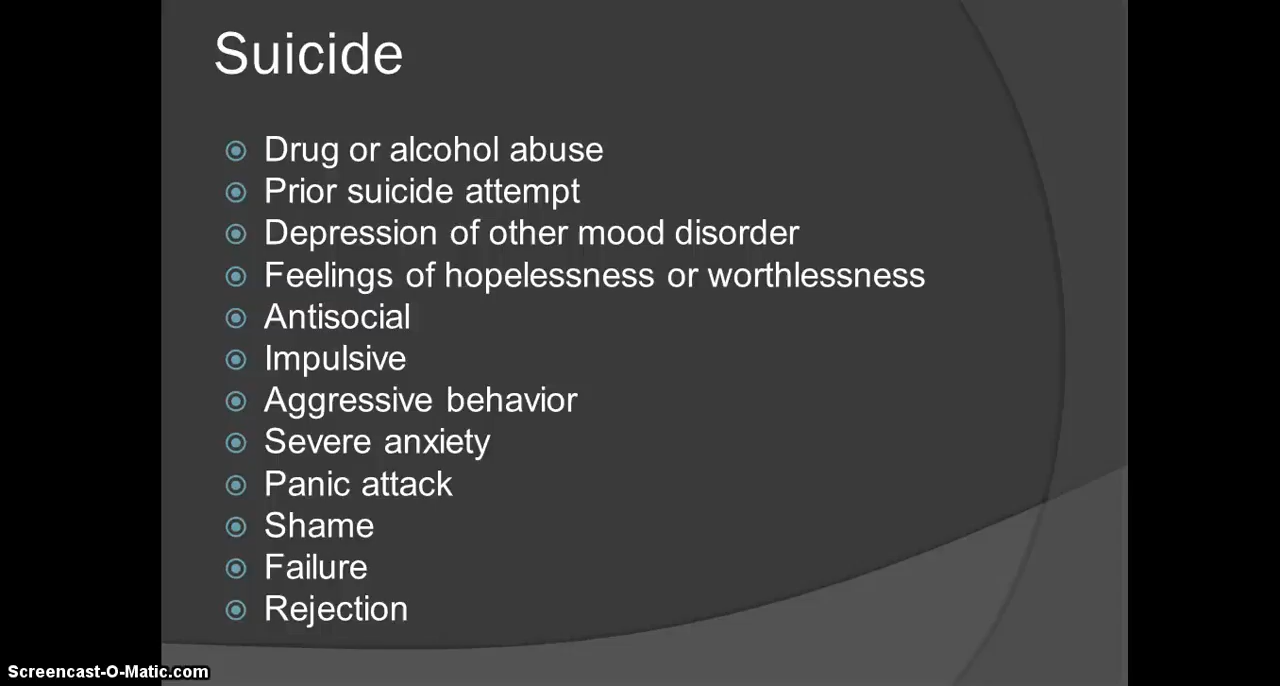 Suicide
Drug or alcohol abuse
Prior suicide attempt
Depression of other mood disorder
Feelings of hopelessness or worthlessness
Antisocial
Impulsive
Aggressive behavior
Severe anxiety
Panic attack
Shame
Failure
Rejection
Screencast-O-Matic.com